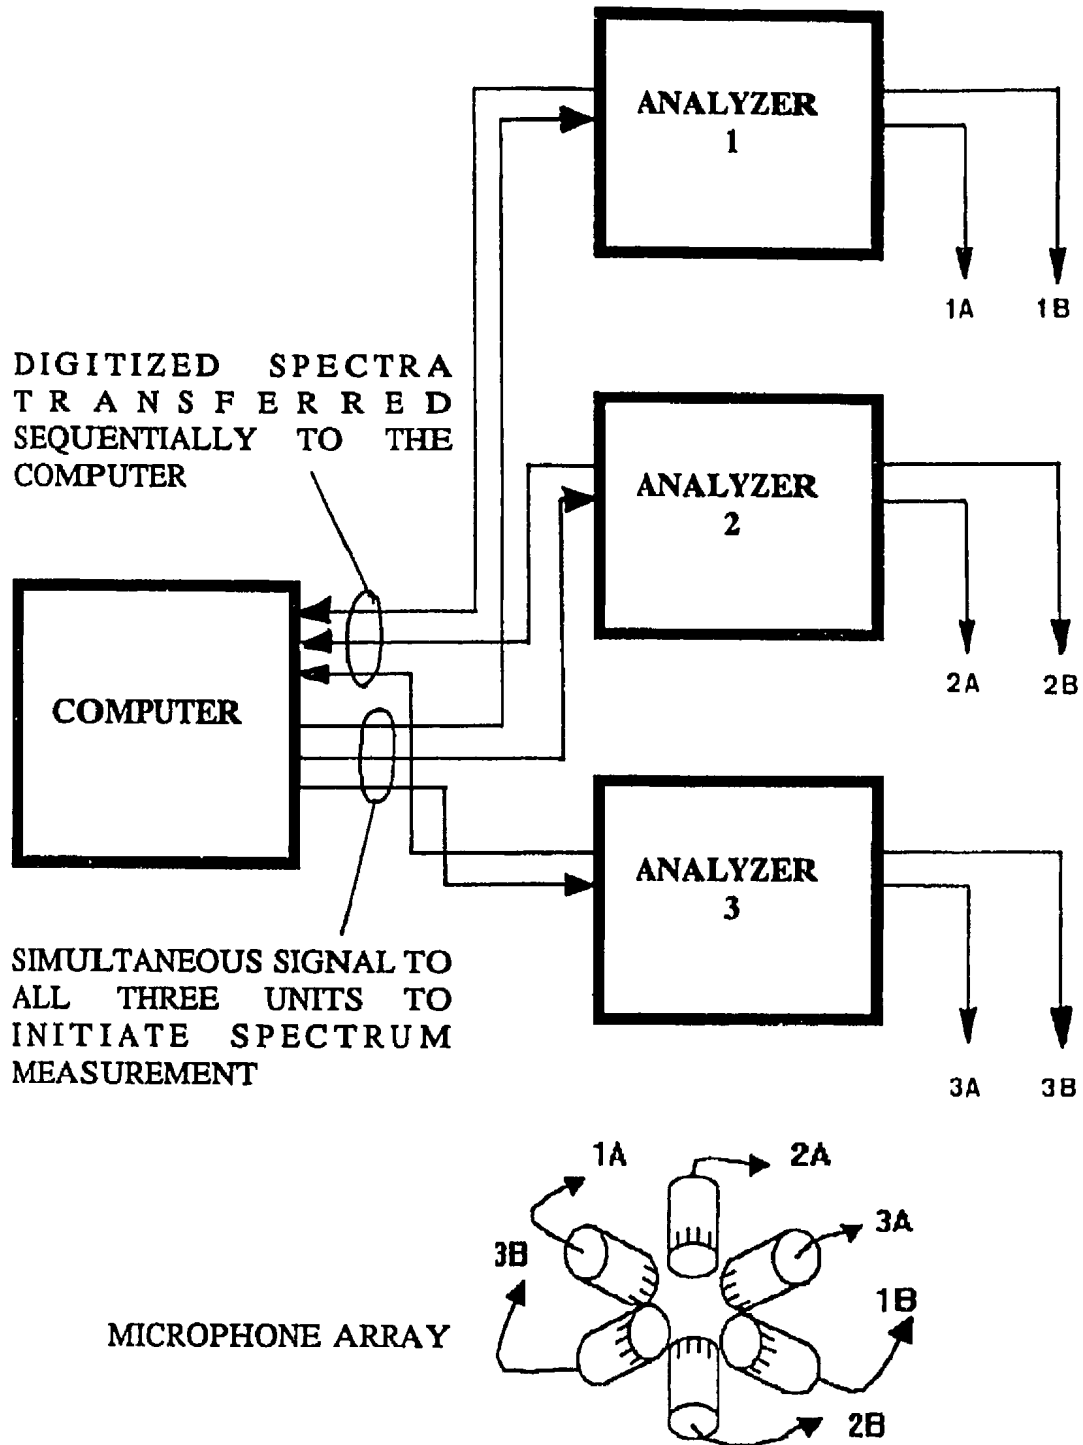 ANALYZER
1
1A
1B
DIGITIZED SPECTRA
TRANSFERRED
SEQUENTIALLY TO THE
COMPUTER
ANALYZER
2
2A
2B
COMPUTER
ANALYZER
3
SIMULTANEOUS SIGNAL TO
ALL THREE UNITS TO
INITIATE SPECTRUM
MEASUREMENT
3A
3B
1A
2A
3A
3B
1B
MICROPHONE ARRAY
2B